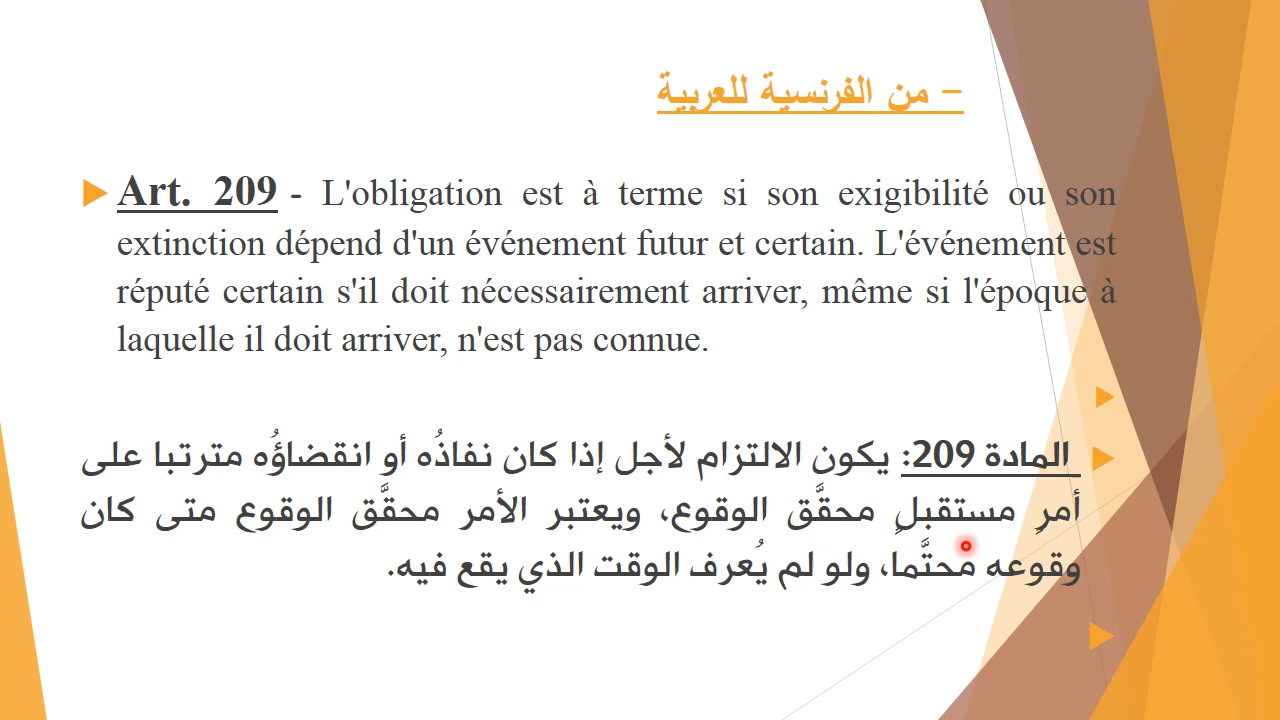 – من الفرنسية للعربية
Art. 209 - L'obligation est à terme si son exigibilité ou son
extinction dépend d'un événement futur et certain. L'événement est
réputé certain s'il doit nécessairement arriver, même si l'époque à
laquelle il doit arriver, n'est pas connue.
المادة 209: يكون الالتزام لأجل إذا كان نفاذُه أو انقضاؤُه مترتبا على
أمرٍ مستقبلٍ محقَّق الوقوع، ويعتبر الأمر محقَّق الوقوع متى كان
وقوعه محتَّما، ولو لم يُعرف الوقت الذي يقع فيه.